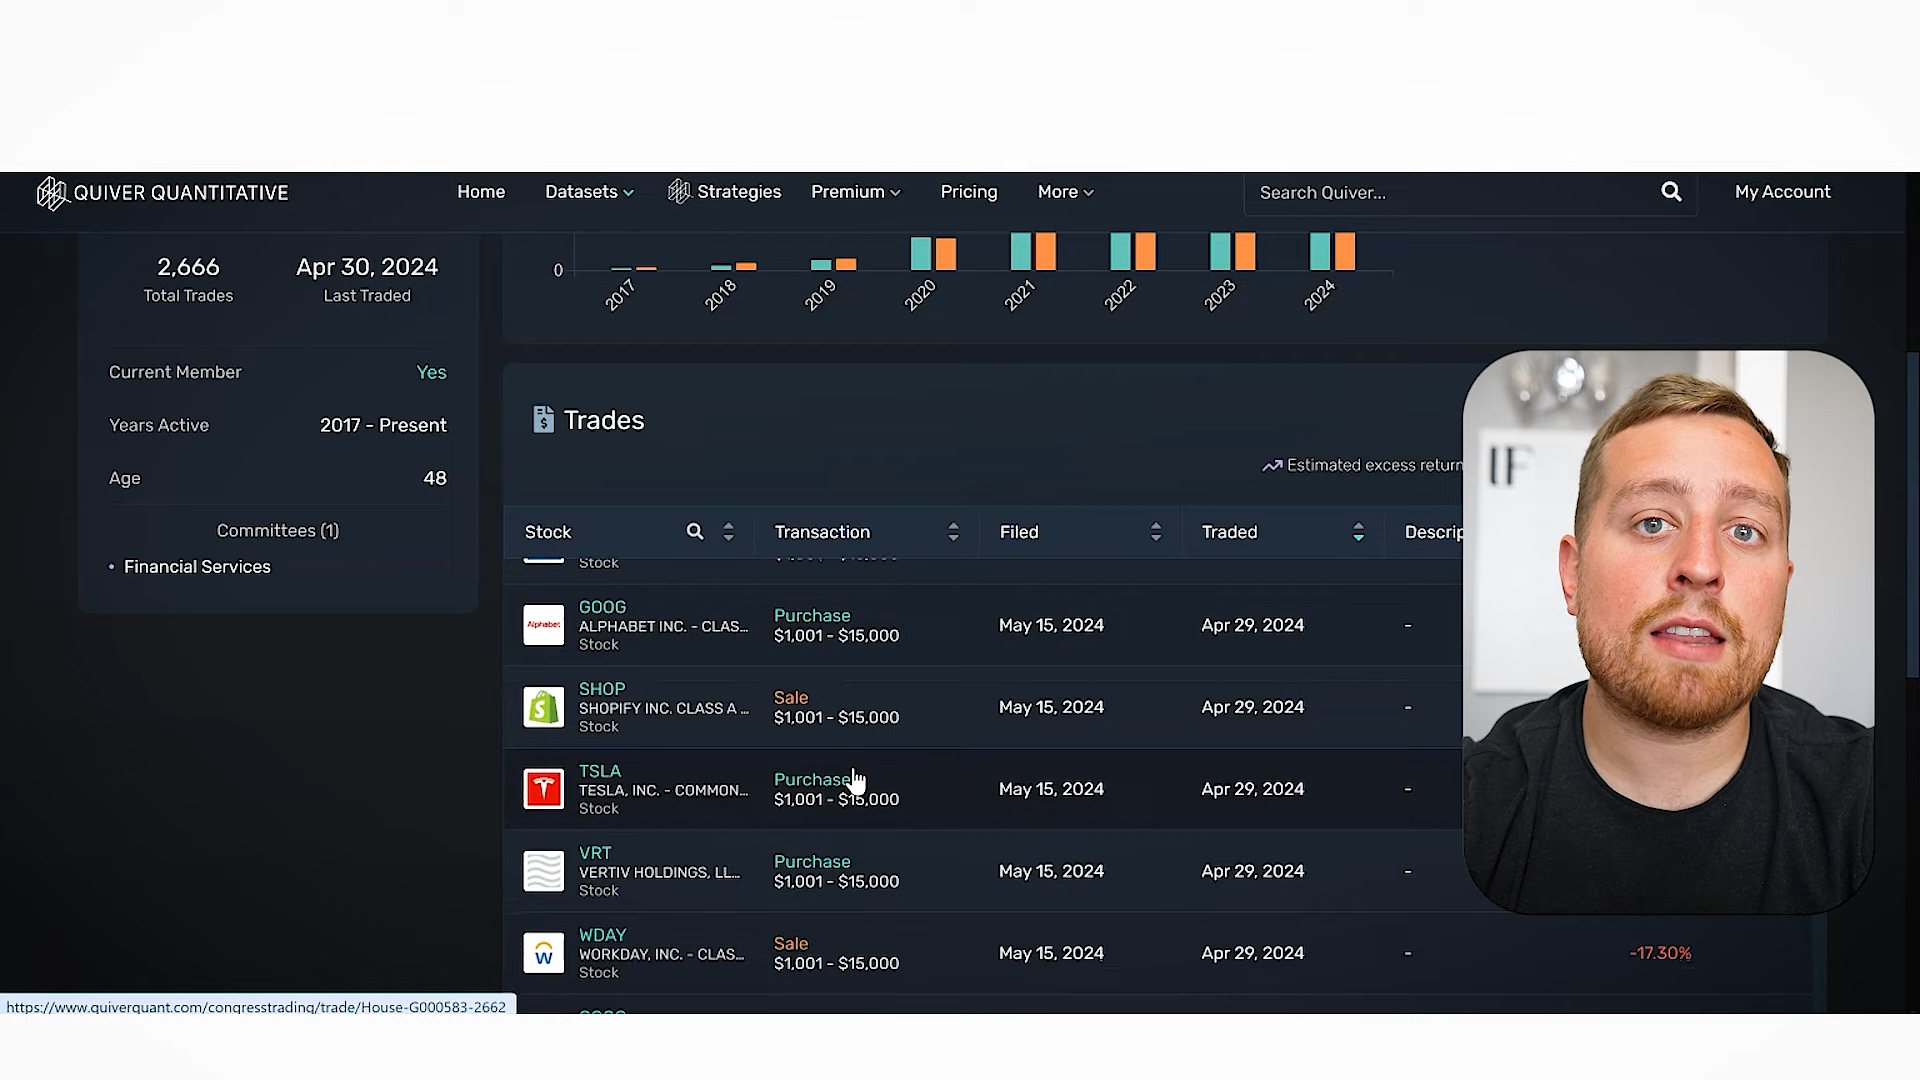 QUIVER QUANTITATIVE
Home
Datasets
Strategies
Premium
Pricing
More
Search Quiver...
My Account
2,666
Total Trades
Apr 30, 2024
Last Traded
Current Member
Yes
Years Active
2017 - Present
Age
48
Committees (1)
• Financial Services
0
2017
2018
2019
2020
2021
2022
2023
2024
Trades
Estimated excess return
Stock
Transaction
Filed
Traded
Descrip
Stock
GOOG
ALPHABET INC. - CLAS...
Stock
Alphabet
Purchase
$1,001 - $15,000
May 15, 2024
Apr 29, 2024
-
SHOP
SHOPIFY INC. CLASS A ...
Stock
Sale
$1,001 - $15,000
May 15, 2024
Apr 29, 2024
-
TSLA
TESLA, INC. - COMMON...
Stock
Purchase
$1,001 - $15,000
May 15, 2024
Apr 29, 2024
-
VRT
VERTIV HOLDINGS, LL...
Stock
Purchase
$1,001 - $15,000
May 15, 2024
Apr 29, 2024
-
WDAY
WORKDAY, INC. - CLAS...
Stock
Sale
$1,001 - $15,000
May 15, 2024
Apr 29, 2024
-
-17.30%
https://www.quiverquant.com/congresstrading/trade/House-G000583-2662
IF